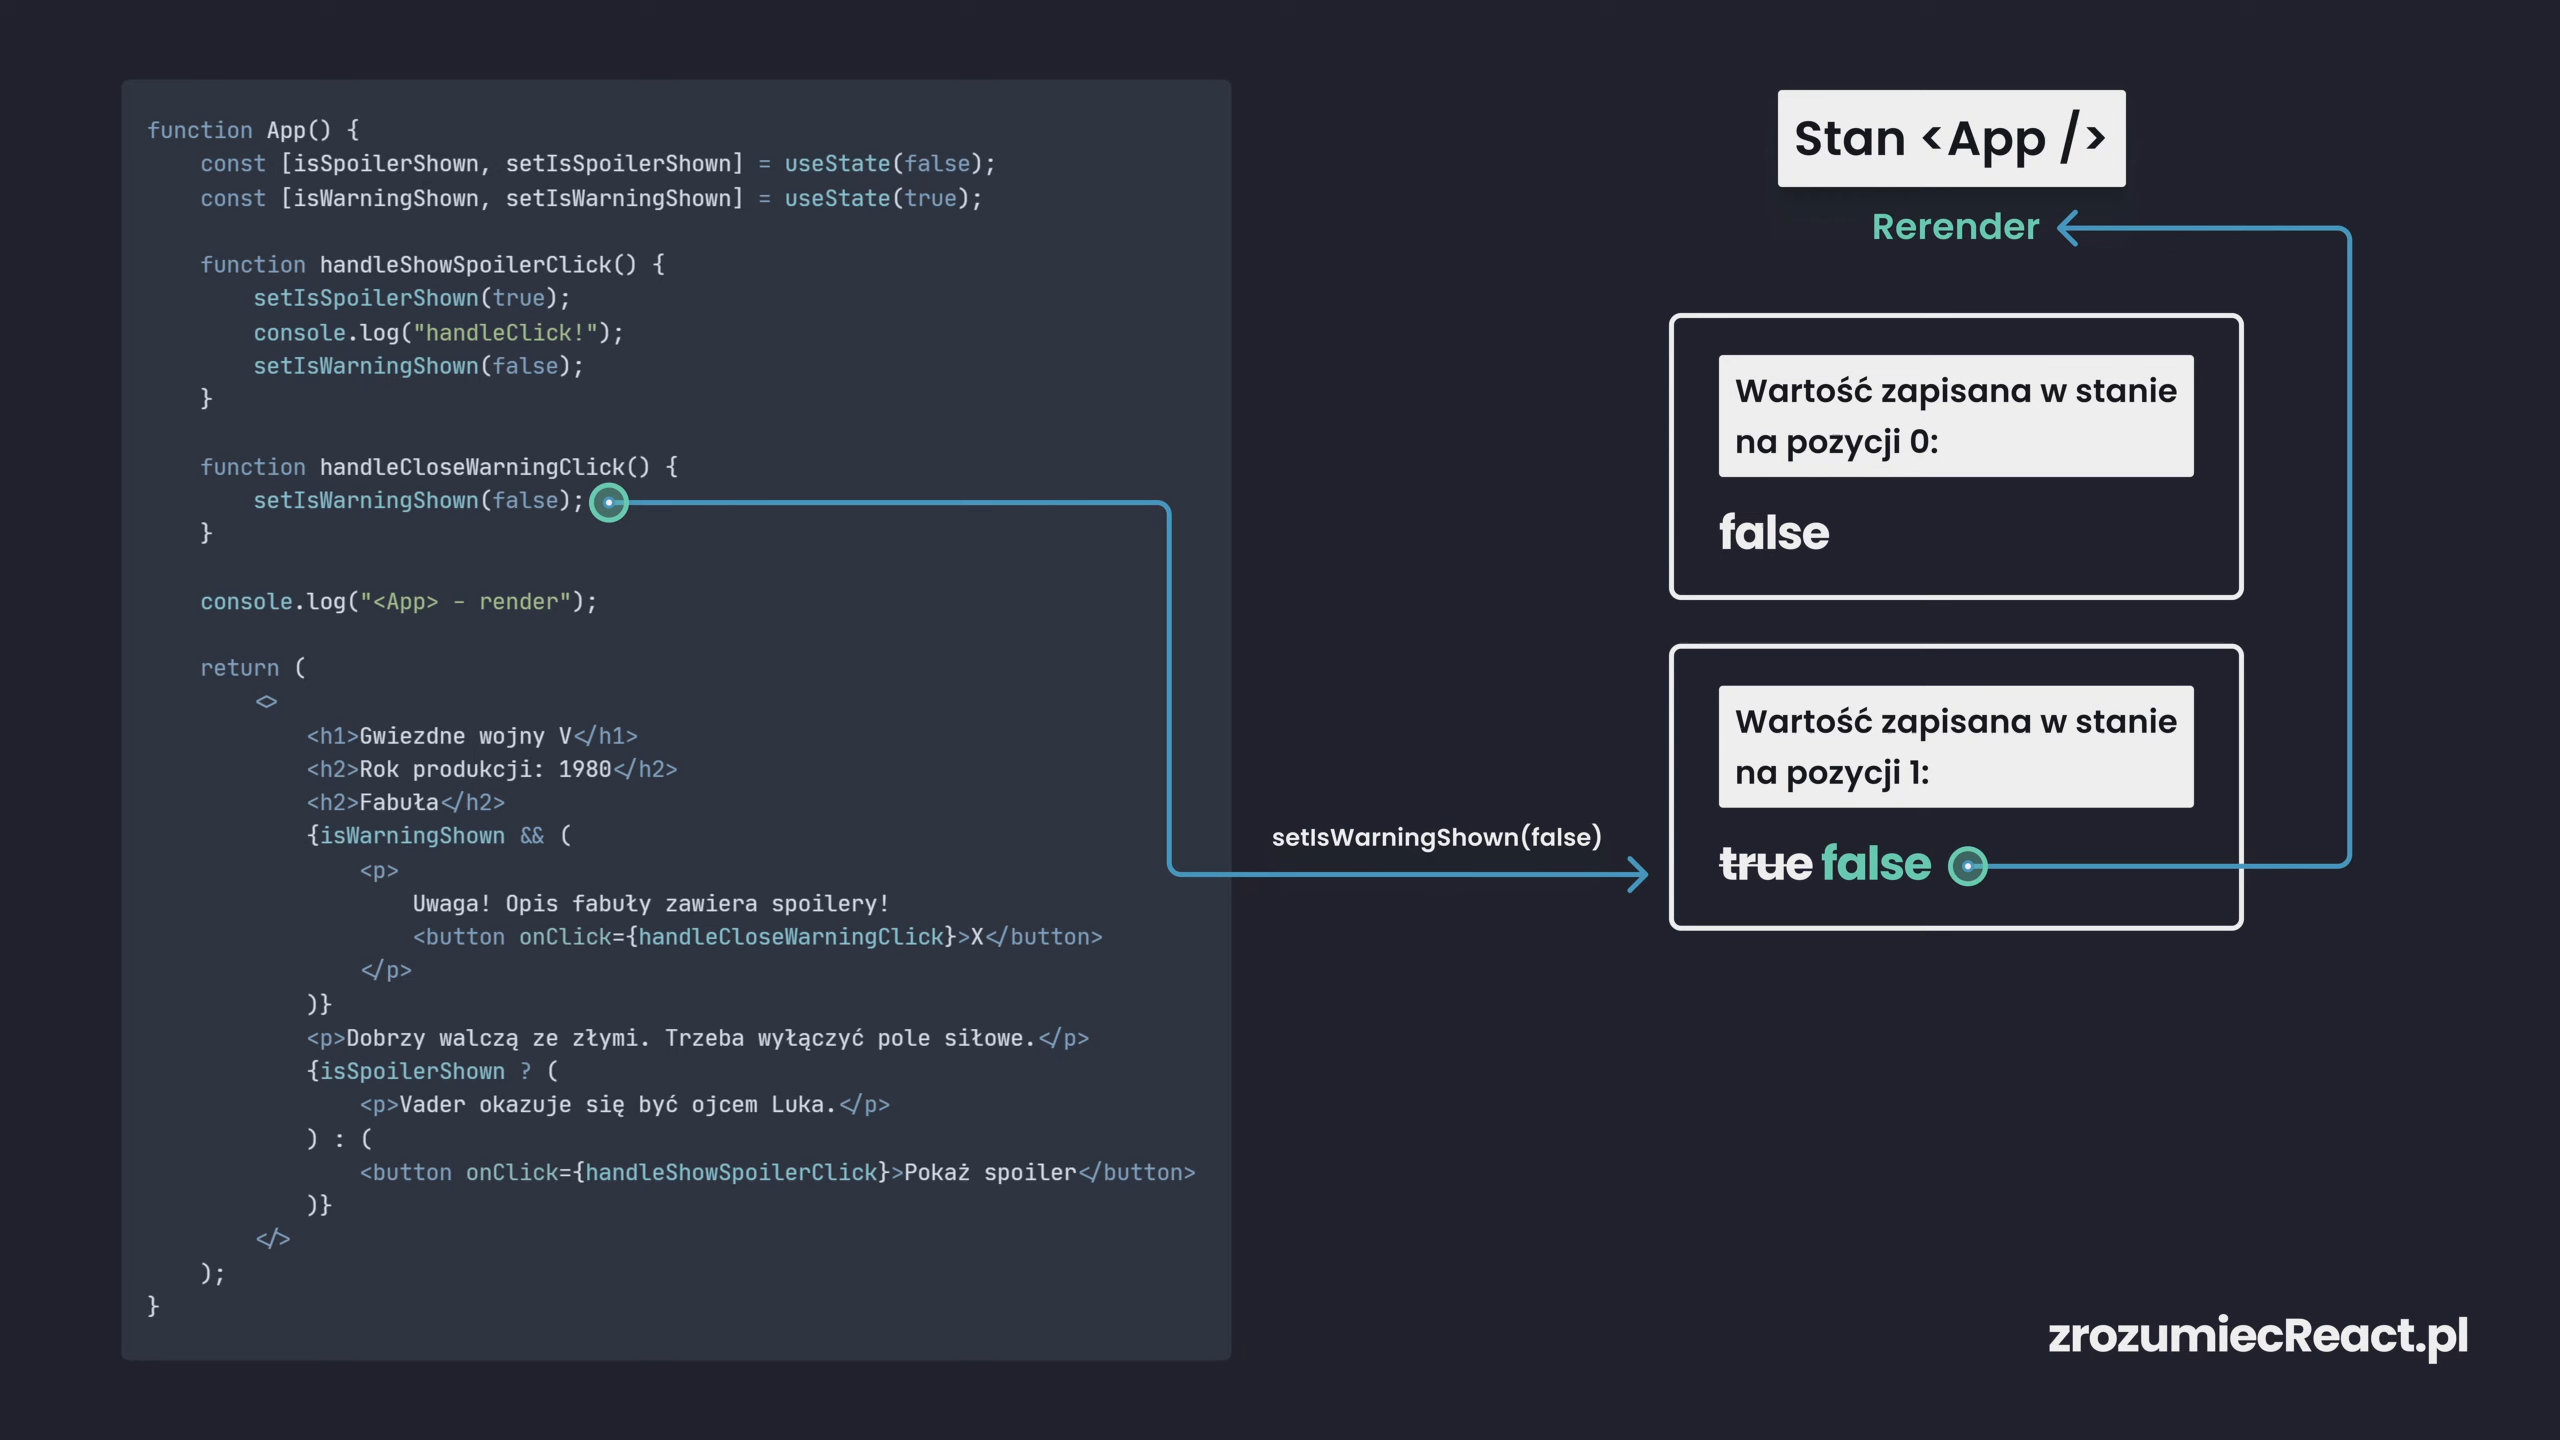 function App() {
    const [isSpoilerShown, setIsSpoilerShown] = useState(false);
    const [isWarningShown, setIsWarningShown] = useState(true);

    function handleShowSpoilerClick() {
        setIsSpoilerShown(true);
        console.log("handleClick!");
        setIsWarningShown(false);
    }

    function handleCloseWarningClick() {
        setIsWarningShown(false);
    }

    console.log("<App> - render");

    return (
        <>
            <h1>Gwiezdne wojny V</h1>
            <h2>Rok produkcji: 1980</h2>
            <h2>Fabuła</h2>
            {isWarningShown && (
                <p>
                    Uwaga! Opis fabuły zawiera spoilery!
                    <button onClick={handleCloseWarningClick}>X</button>
                </p>
            )}
            <p>Dobrzy walczą ze złymi. Trzeba wyłączyć pole siłowe.</p>
            {isSpoilerShown ? (
                <p>Vader okazuje się być ojcem Luka.</p>
            ) : (
                <button onClick={handleShowSpoilerClick}>Pokaż spoiler</button>
            )}
        </>
    );
}
setIsWarningShown(false)
Stan <App />
Rerender
Wartość zapisana w stanie
na pozycji 0:
false
Wartość zapisana w stanie
na pozycji 1:
true false
zrozumiecReact.pl